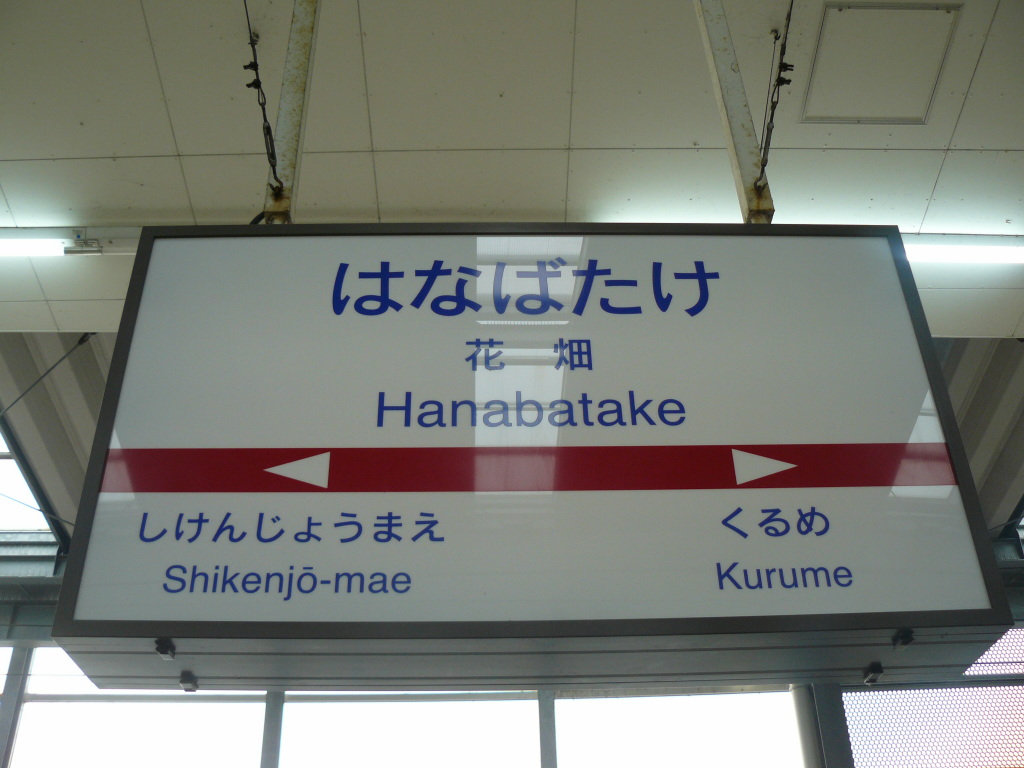 はなばたけ
花 畑
Hanabatake
しけんじょうまえ くるめ
Shikenjō-mae Kurume